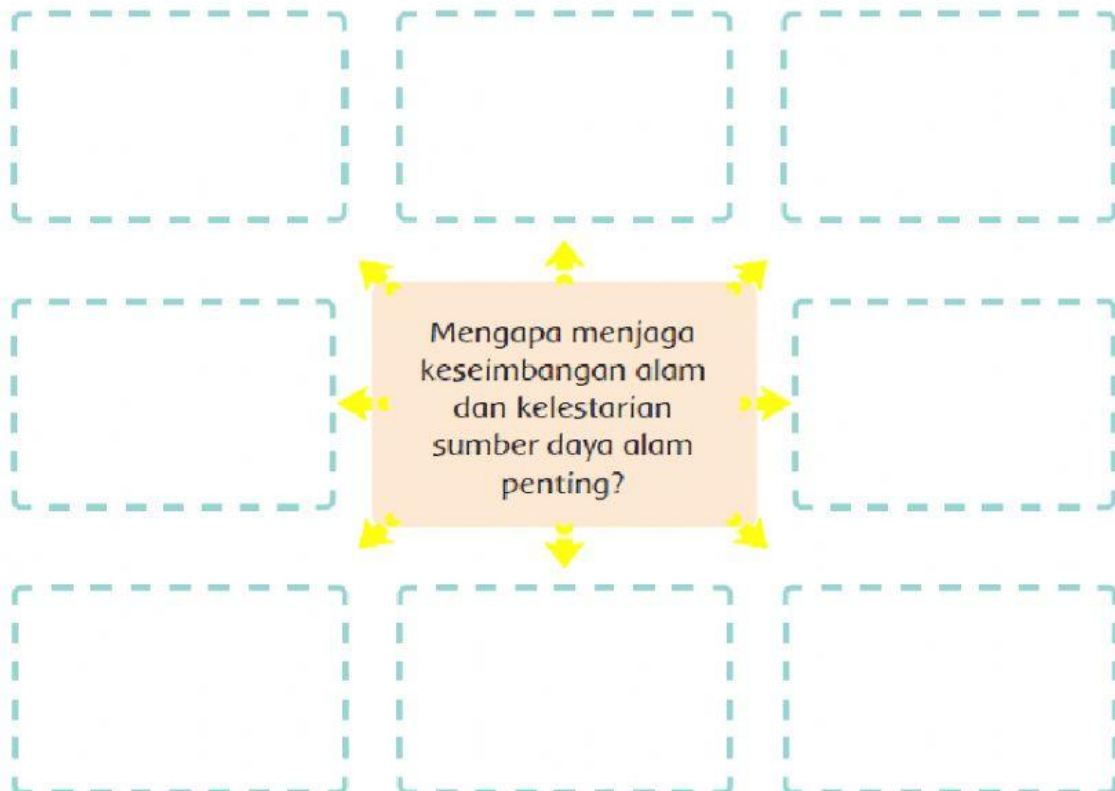 Mengapa menjaga
keseimbangan alam
dan kelestarian
sumber daya alam
penting?